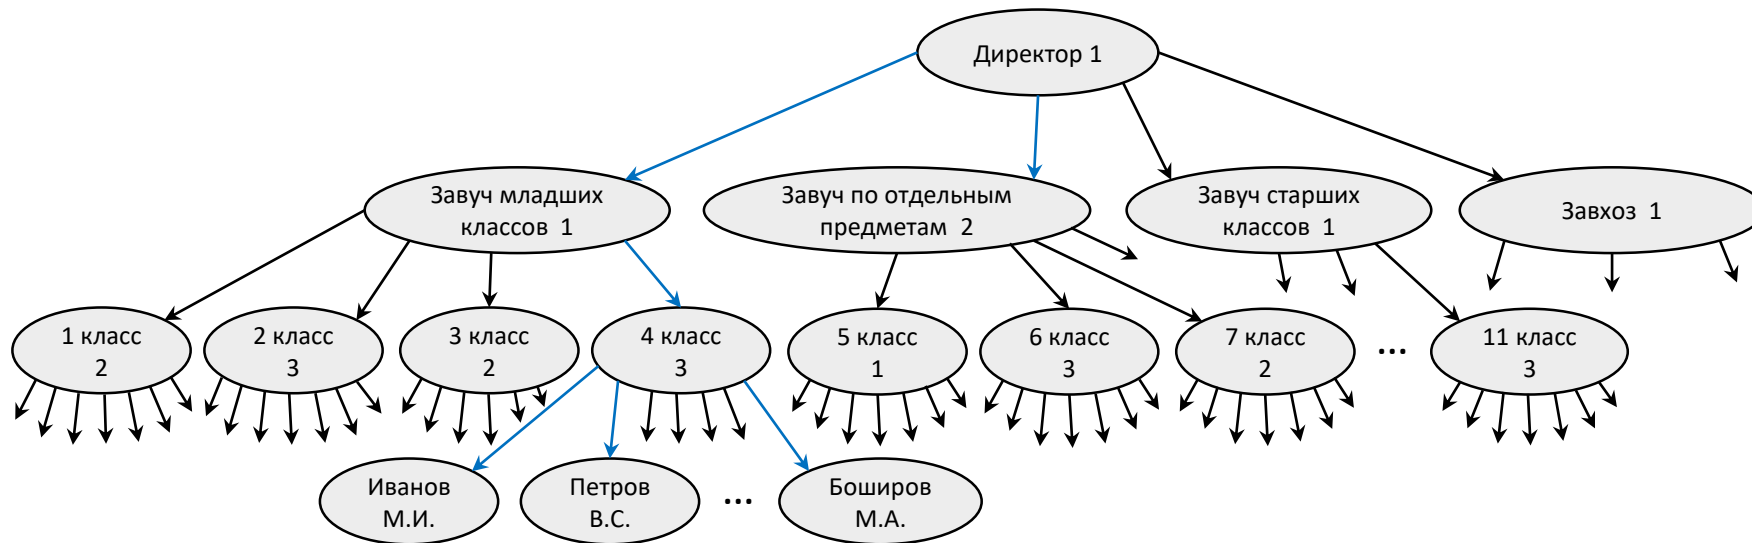 Директор 1
Завуч младших
классов 1
Завуч по отдельным
предметам 2
Завуч старших
классов 1
Завхоз 1
1 класс
2
2 класс
3
3 класс
2
4 класс
3
5 класс
1
6 класс
3
7 класс
2
...
11 класс
3
Иванов
М.И.
Петров
В.С.
...
Боширов
М.А.